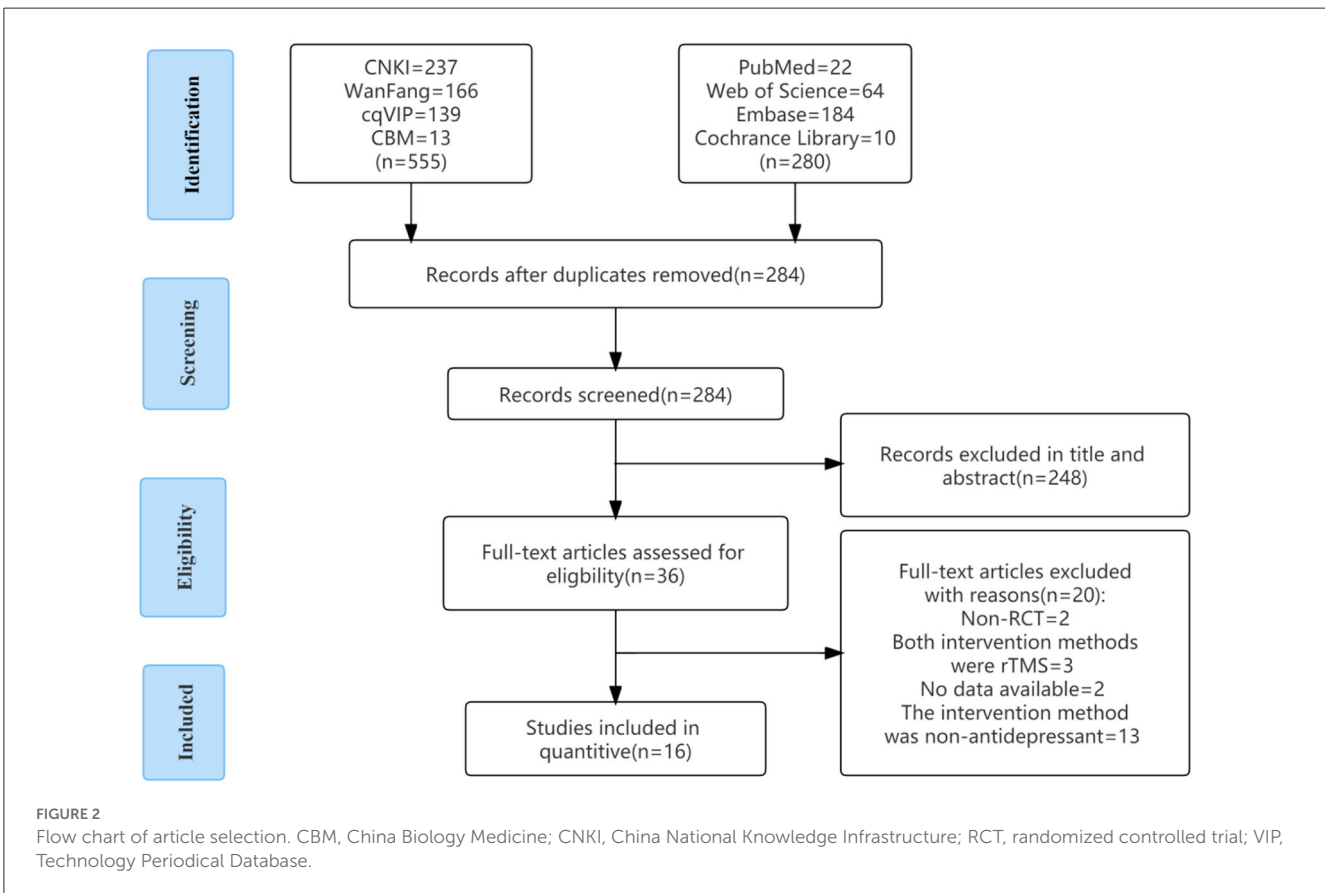 Identification
CNKI=237
WanFang=166
cqVIP=139
CBM=13
(n=555)
PubMed=22
Web of Science=64
Embase=184
Cochrance Library=10
(n=280)
Records after duplicates removed(n=284)
Screening
Records screened(n=284)
Records excluded in title and
abstract(n=248)
Eligibility
Full-text articles assessed for
eligbility(n=36)
Full-text articles excluded
with reasons(n=20):
Non-RCT=2
Both intervention methods
were rTMS=3
No data available=2
The intervention method
was non-antidepressant=13
Included
Studies included in
quantitive(n=16)
FIGURE 2
Flow chart of article selection. CBM, China Biology Medicine; CNKI, China National Knowledge Infrastructure; RCT, randomized controlled trial; VIP,
Technology Periodical Database.